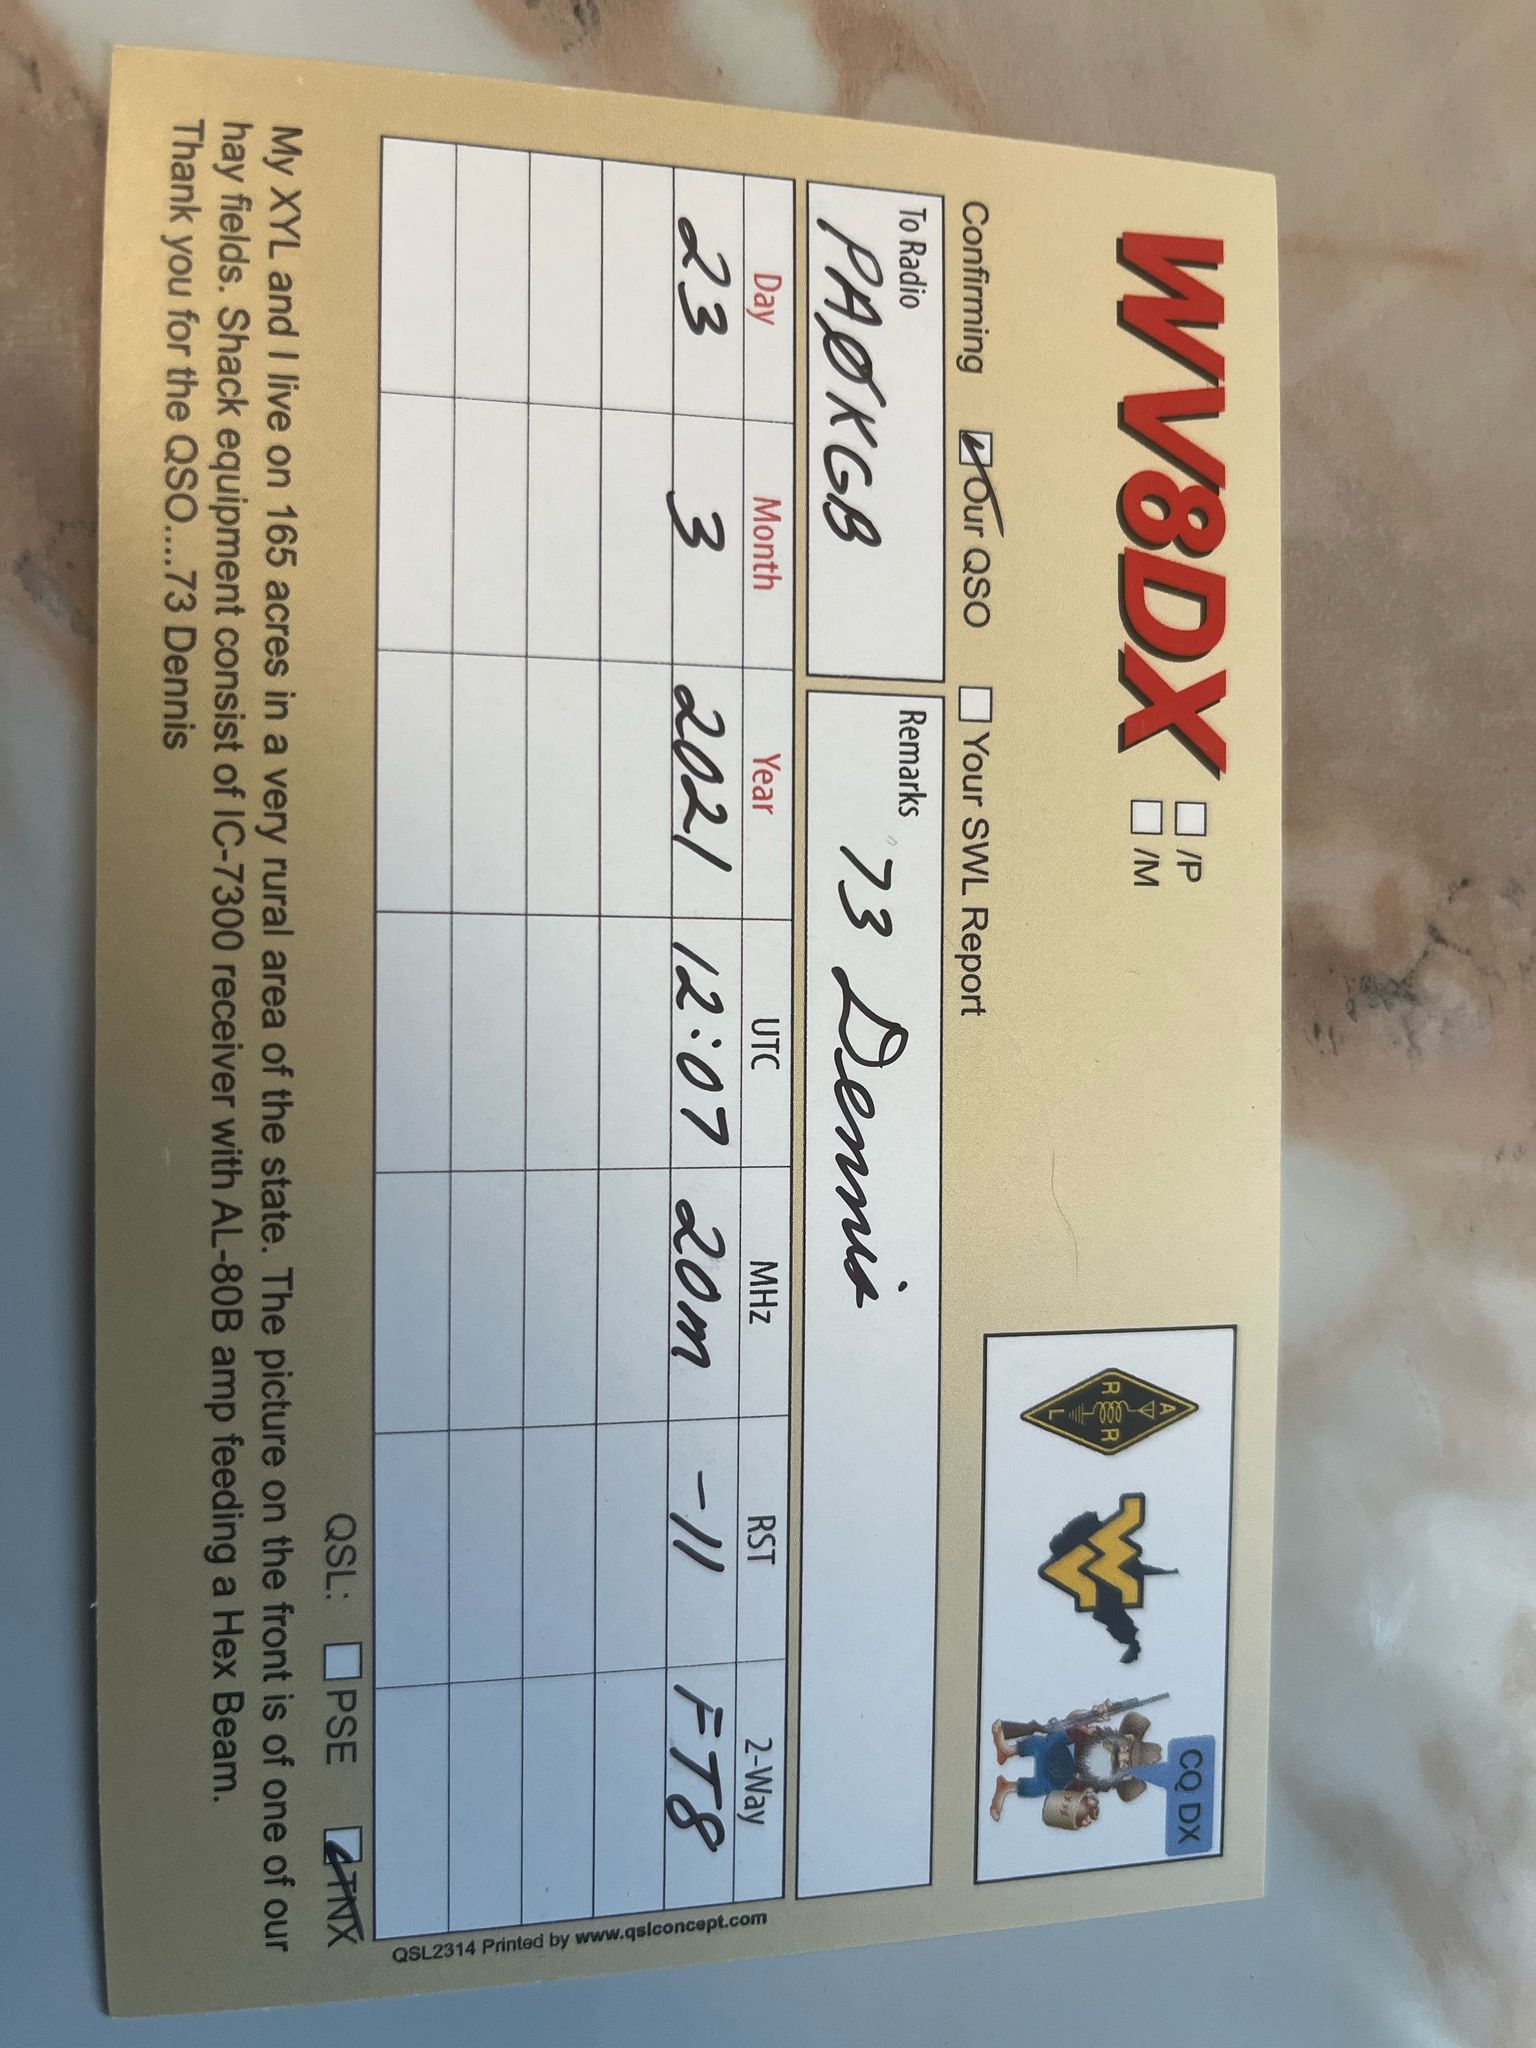 WV8DX
/P
/M
CQ DX
A
R R
L
Confirming Our QSO Your SWL Report
To Radio
PAØKGB
Remarks
73 Dennis
Day Month Year UTC MHz RST 2-Way
23 3 2021 12:07 20m -11 FT8
QSL: PSE TNX
QSL2314 Printed by www.qslconcept.com
My XYL and I live on 165 acres in a very rural area of the state. The picture on the front is of one of our
hay fields. Shack equipment consist of IC-7300 receiver with AL-80B amp feeding a Hex Beam.
Thank you for the QSO....73 Dennis